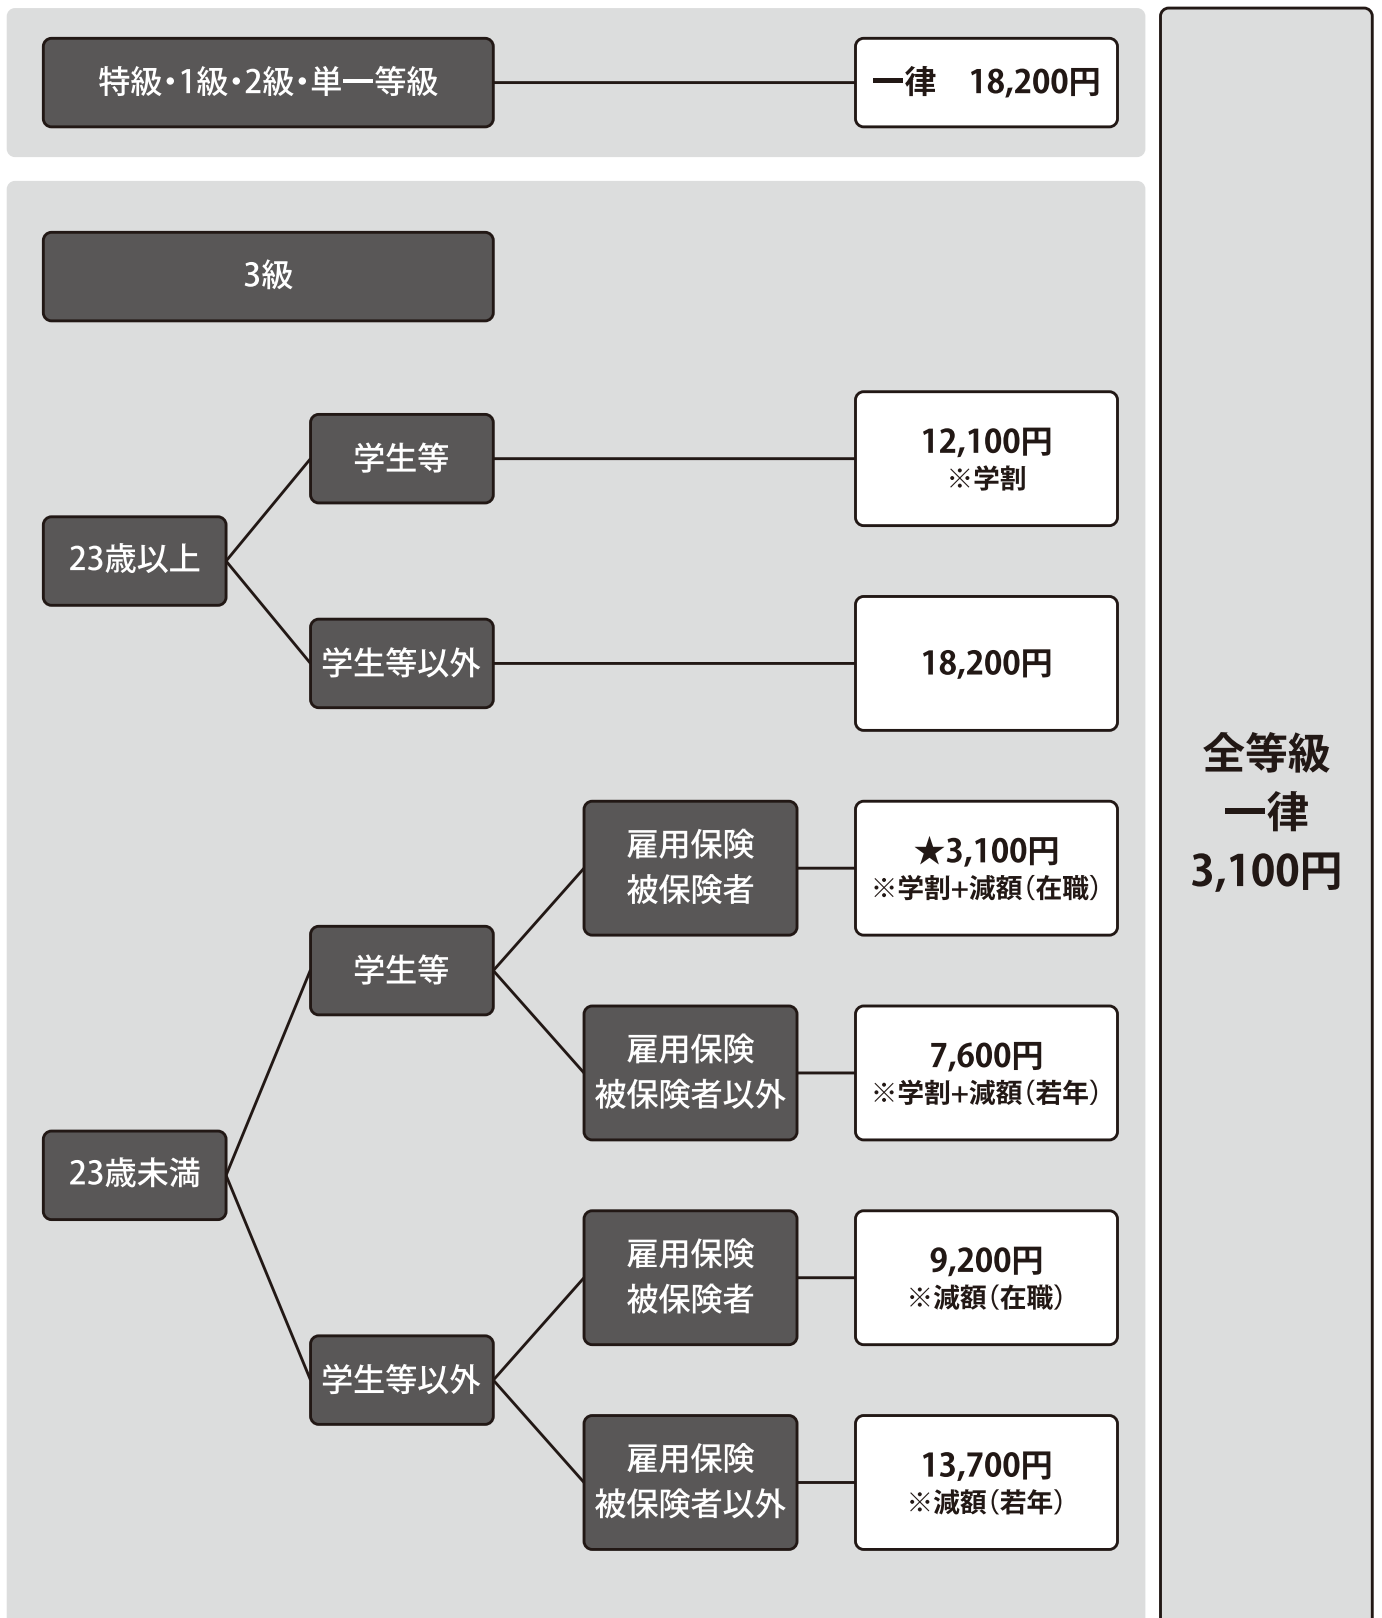 特級・1級・2級・単一等級
一律　18,200円
3級
23歳以上
学生等
12,100円
※学割
学生等以外
18,200円
23歳未満
学生等
雇用保険
被保険者
★3,100円
※学割+減額（在職）
雇用保険
被保険者以外
7,600円
※学割+減額（若年）
学生等以外
雇用保険
被保険者
9,200円
※減額（在職）
雇用保険
被保険者以外
13,700円
※減額（若年）
全等級
一律
3,100円